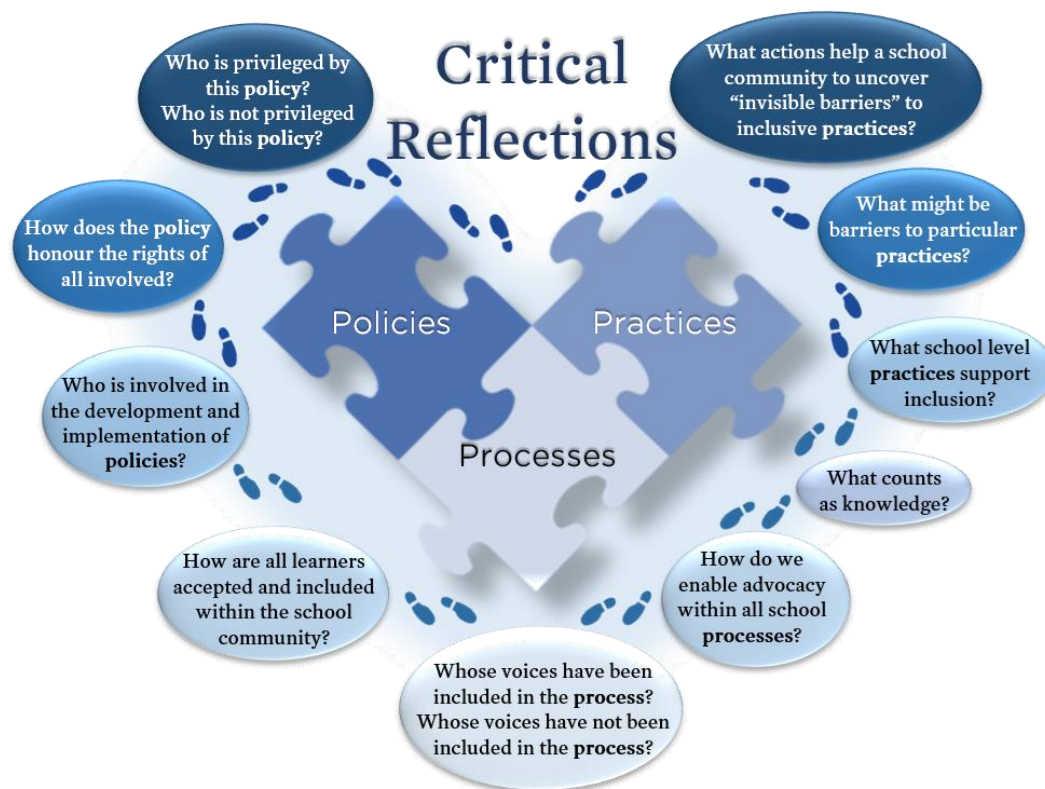 Critical
Reflections
Who is privileged by
this policy?
Who is not privileged
by this policy?
How does the policy
honour the rights of
all involved?
Who is involved in
the development and
implementation of
policies?
How are all learners
accepted and included
within the school
community?
Whose voices have been
included in the process?
Whose voices have not been
included in the process?
How do we
enable advocacy
within all school
processes?
What counts
as knowledge?
What school level
practices support
inclusion?
What might be
barriers to particular
practices?
What actions help a school
community to uncover
“invisible barriers” to
inclusive practices?
Policies
Practices
Processes